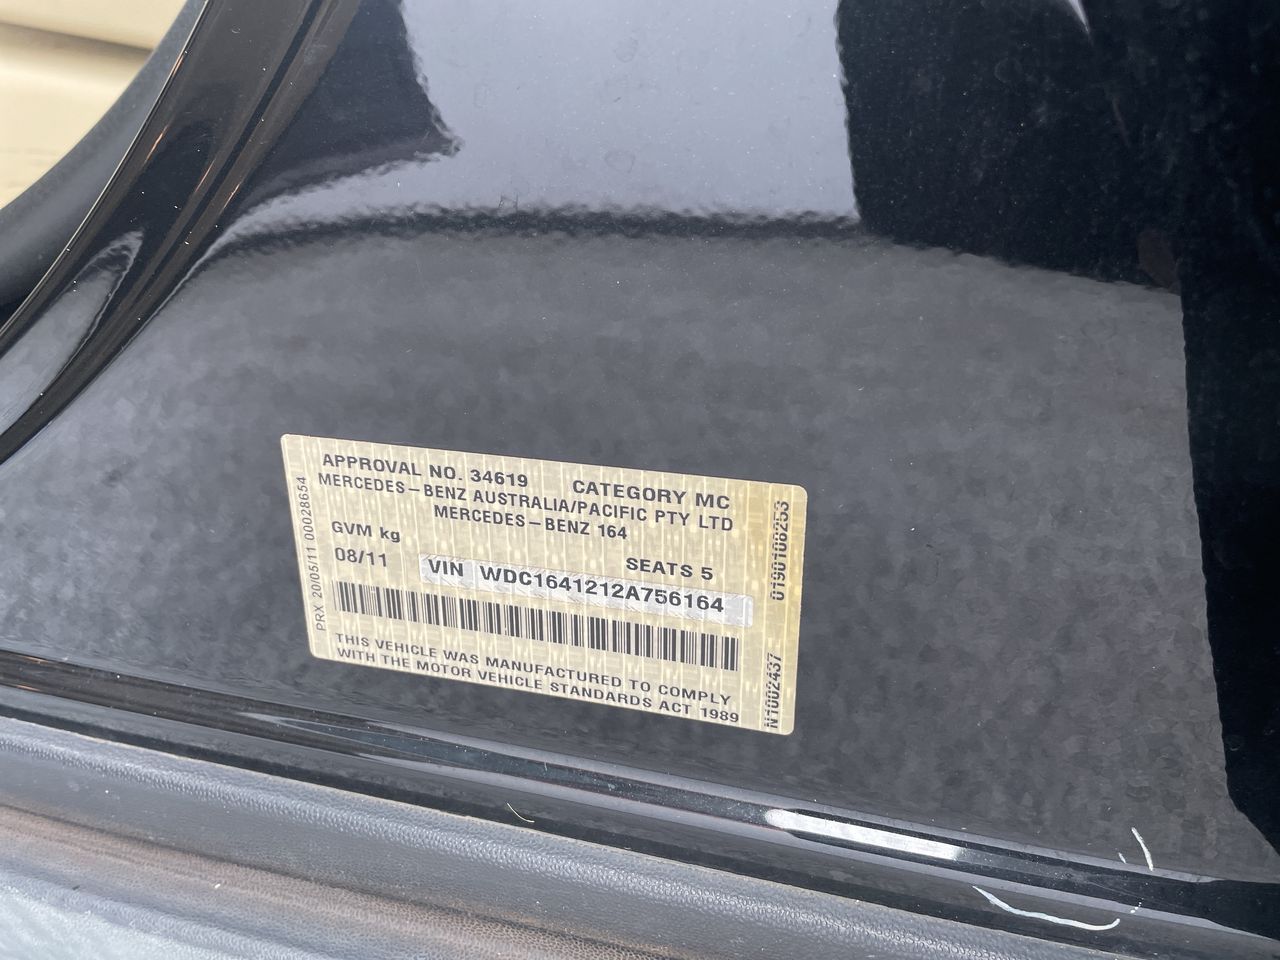 APPROVAL NO. 34619 CATEGORY MC
MERCEDES-BENZ AUSTRALIA/PACIFIC PTY LTD
MERCEDES-BENZ 164
GVM kg
08/11 SEATS 5
VIN WDC1641212A756164
THIS VEHICLE WAS MANUFACTURED TO COMPLY
WITH THE MOTOR VEHICLE STANDARDS ACT 1989
PRX 20/05/11 00028654
N1002437
0190108253